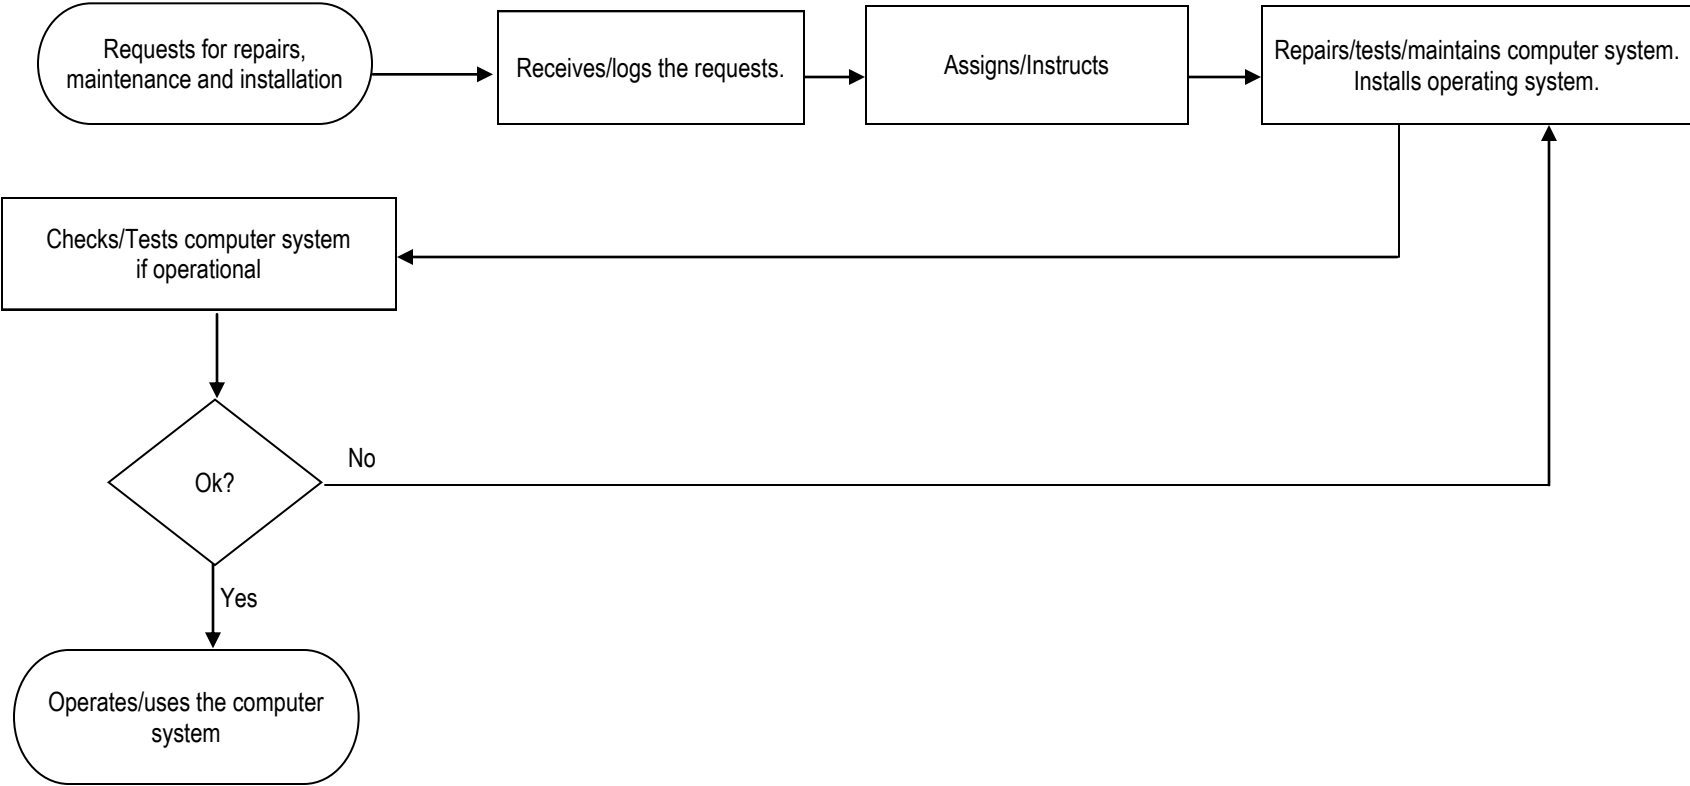 Requests for repairs,
maintenance and installation
Receives/logs the requests.
Assigns/Instructs
Repairs/tests/maintains computer system.
Installs operating system.
Checks/Tests computer system
if operational
Ok?
No
Yes
Operates/uses the computer
system